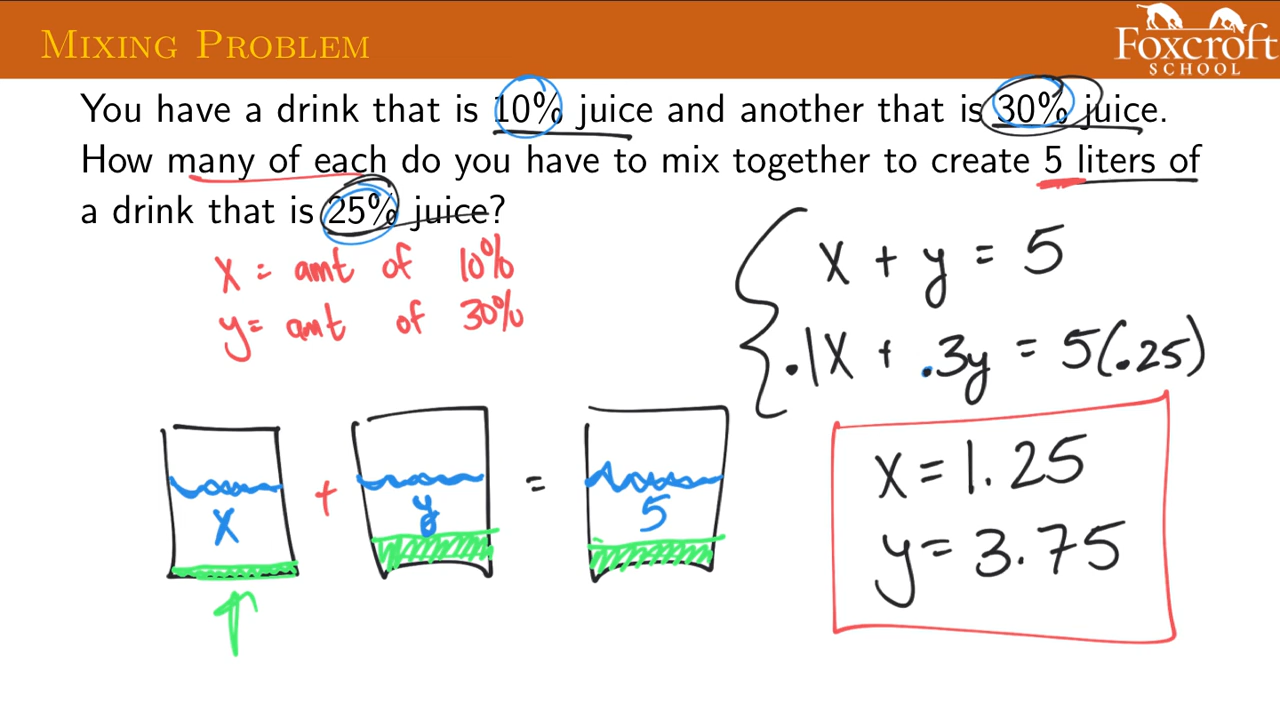 MIXING PROBLEM
Foxcroft
SCHOOL
You have a drink that is 10% juice and another that is 30% juice.
How many of each do you have to mix together to create 5 liters of
a drink that is 25% juice?
x = amt of 10%
y = amt of 30%
x + y = 5
.1x + .3y = 5(.25)
x + y = 5
x = 1.25
y = 3.75